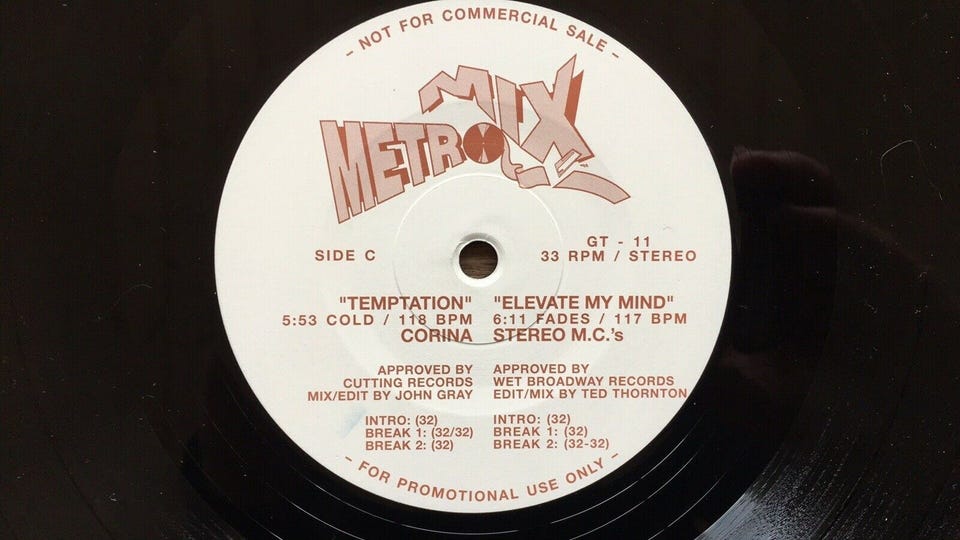 - NOT FOR COMMERCIAL SALE -
METRO MIX
SIDE C
GT - 11
33 RPM / STEREO
"TEMPTATION"
5:53 COLD / 118 BPM
CORINA
APPROVED BY
CUTTING RECORDS
MIX/EDIT BY JOHN GRAY
INTRO: (32)
BREAK 1: (32/32)
BREAK 2: (32)
"ELEVATE MY MIND"
6:11 FADES / 117 BPM
STEREO M.C.'s
APPROVED BY
WET BROADWAY RECORDS
EDIT/MIX BY TED THORNTON
INTRO: (32)
BREAK 1: (32)
BREAK 2: (32-32)
- FOR PROMOTIONAL USE ONLY -